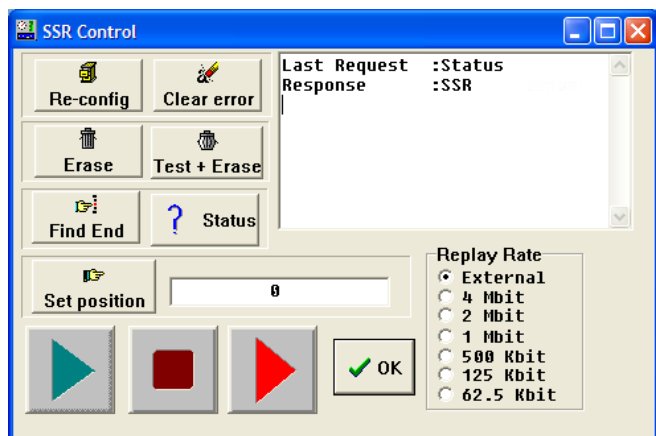 SSR Control
Re-config
Clear error
Last Request :Status
Response :SSR
Erase
Test + Erase
Find End
? Status
Set position
0
Replay Rate
External
4 Mbit
2 Mbit
1 Mbit
500 Kbit
125 Kbit
62.5 Kbit
OK